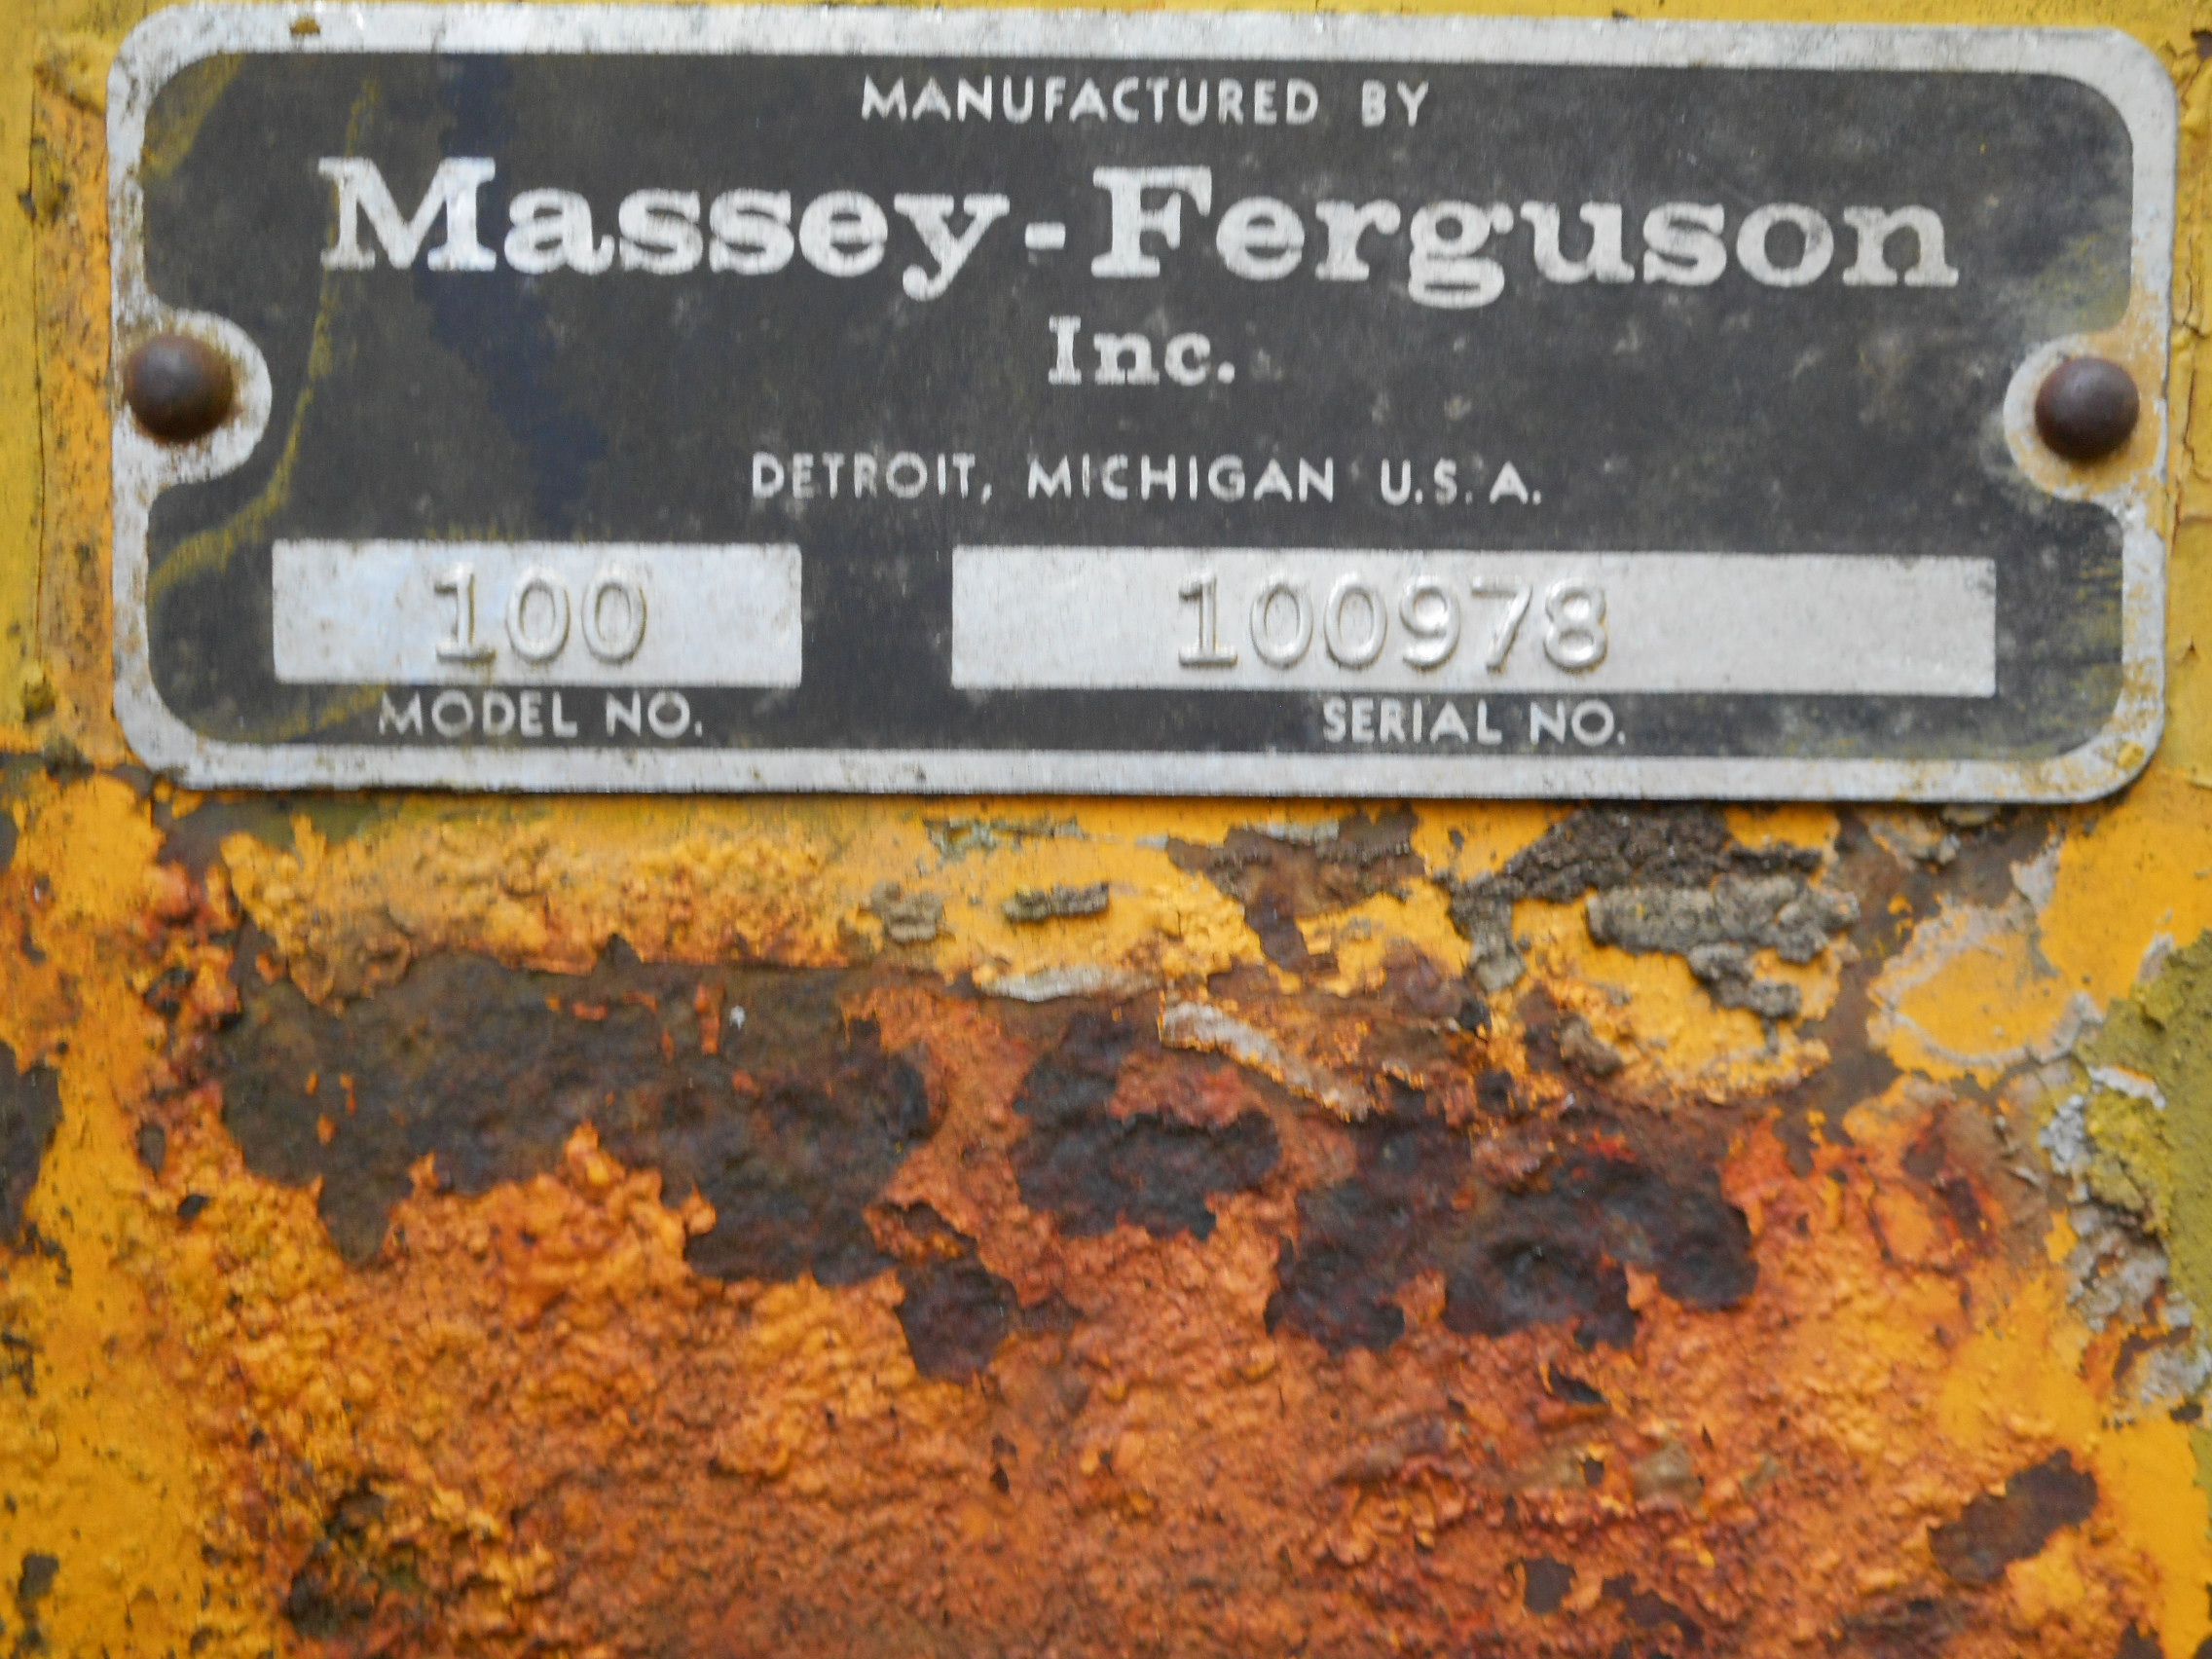 MANUFACTURED BY
Massey-Ferguson
Inc.
DETROIT, MICHIGAN U.S.A.
100 100978
MODEL NO. SERIAL NO.